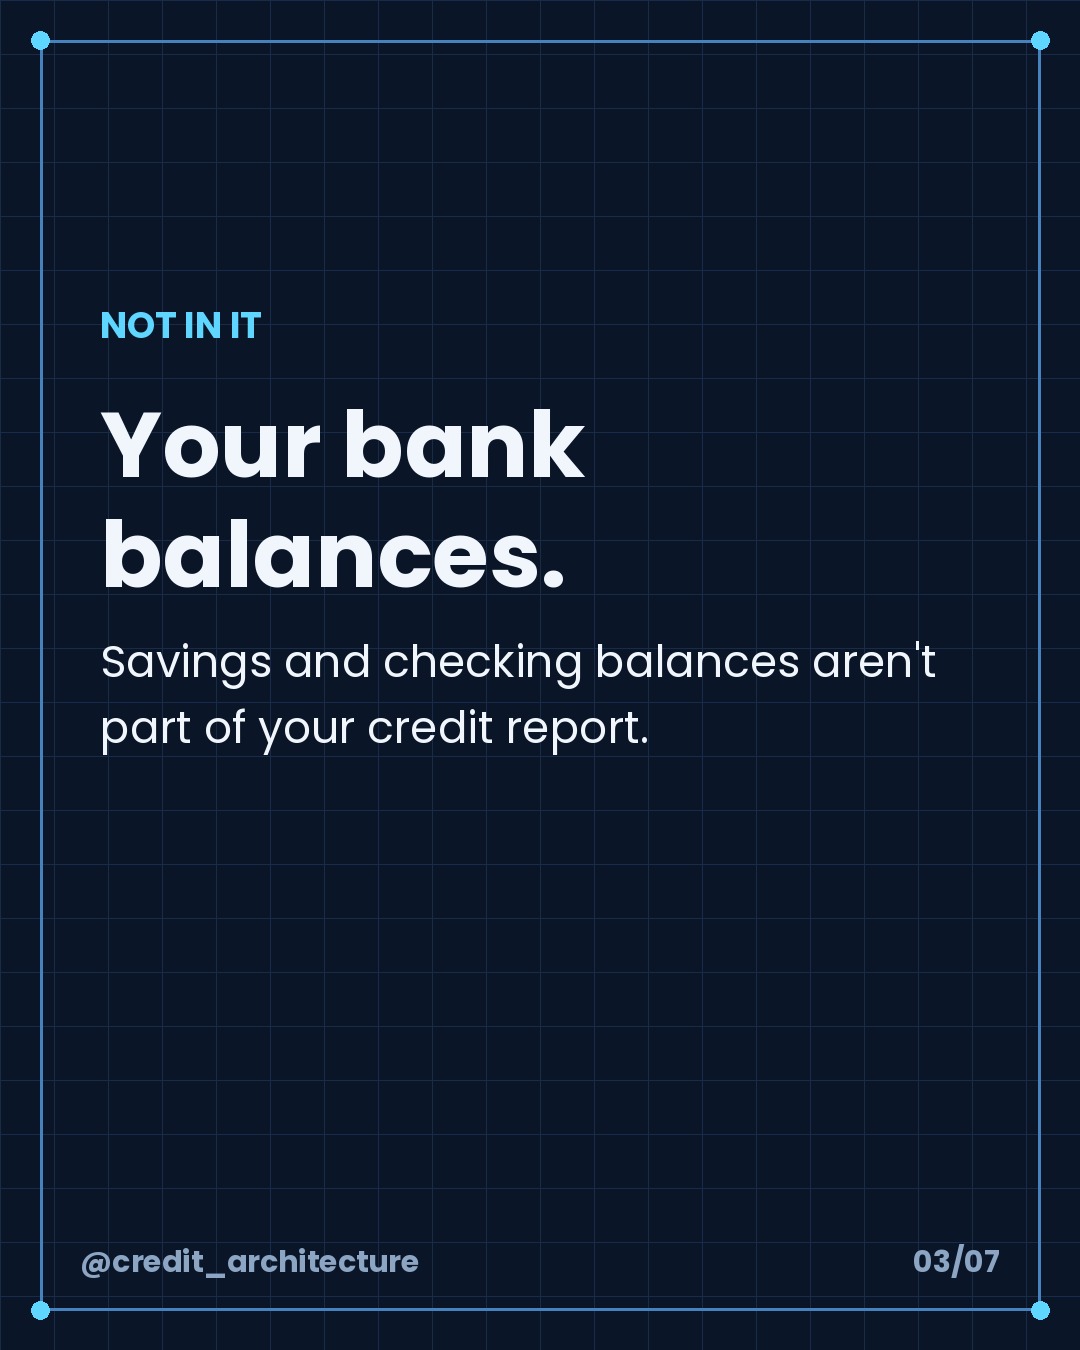 NOT IN IT
Your bank
balances.
Savings and checking balances aren't
part of your credit report.
@credit_architecture
03/07